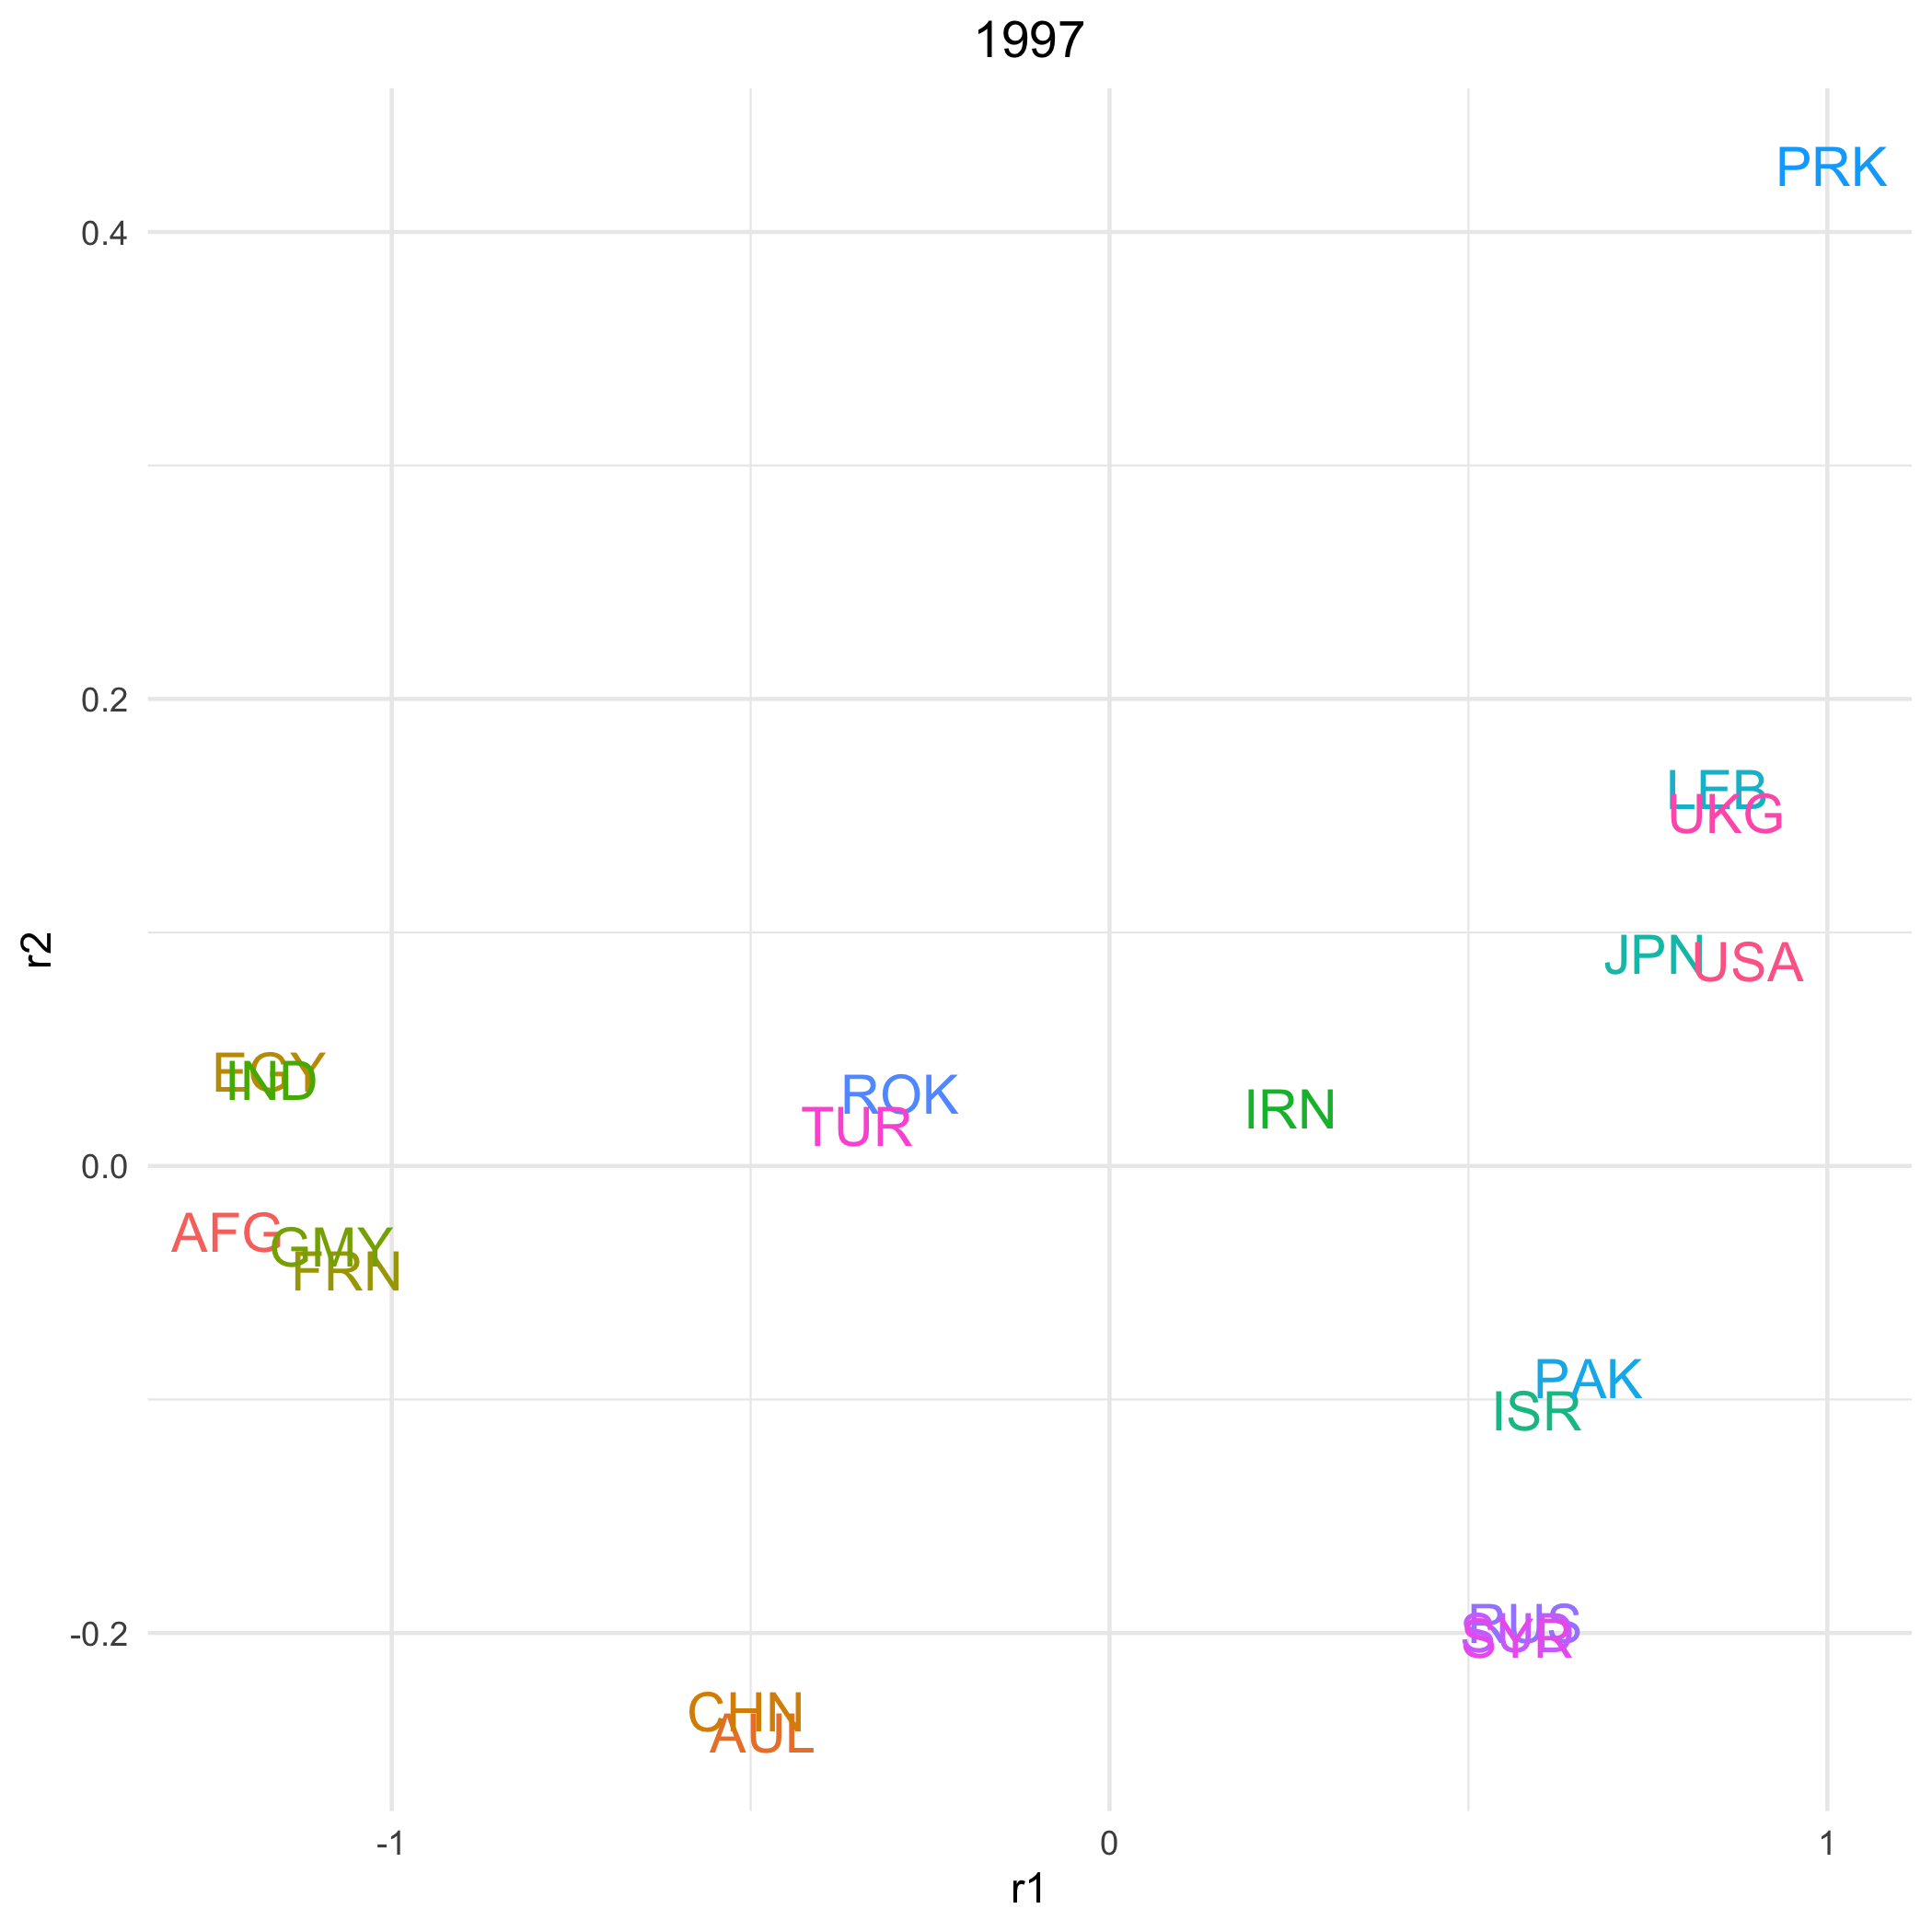 1997
PRK
0.4
0.2
LEB
UKG
JPN
USA
r2
EGY
IND
ROK
TUR
IRN
0.0
AFG
GMY
FRN
PAK
ISR
RUS
SYR
-0.2
CHN
AUL
-1
0
1
r1